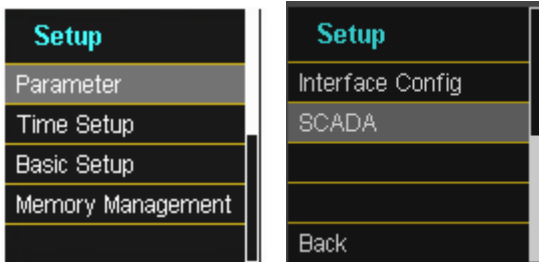 Setup
Parameter
Time Setup
Basic Setup
Memory Management
Setup
Interface Config
SCADA
Back